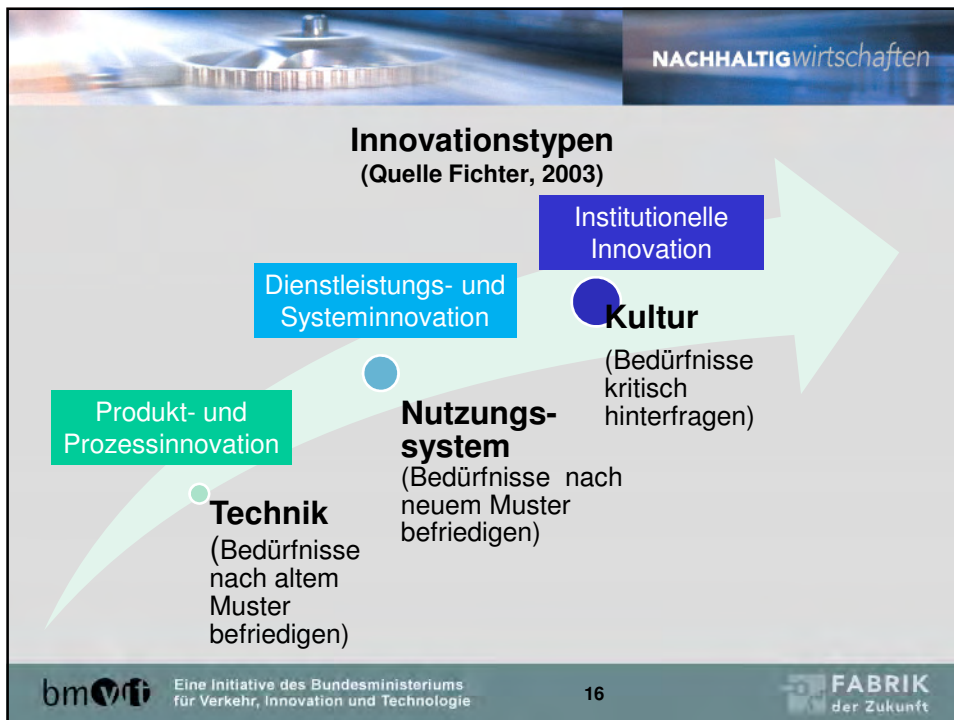 NACHHALTIGwirtschaften
Innovationstypen
(Quelle Fichter, 2003)
Institutionelle
Innovation
Dienstleistungs- und
Systeminnovation
Kultur
(Bedürfnisse
kritisch
hinterfragen)
Produkt- und
Prozessinnovation
Nutzungs-
system
(Bedürfnisse nach
neuem Muster
befriedigen)
Technik
(Bedürfnisse
nach altem
Muster
befriedigen)
bmvit
Eine Initiative des Bundesministeriums
für Verkehr, Innovation und Technologie
16
FABRIK
der Zukunft